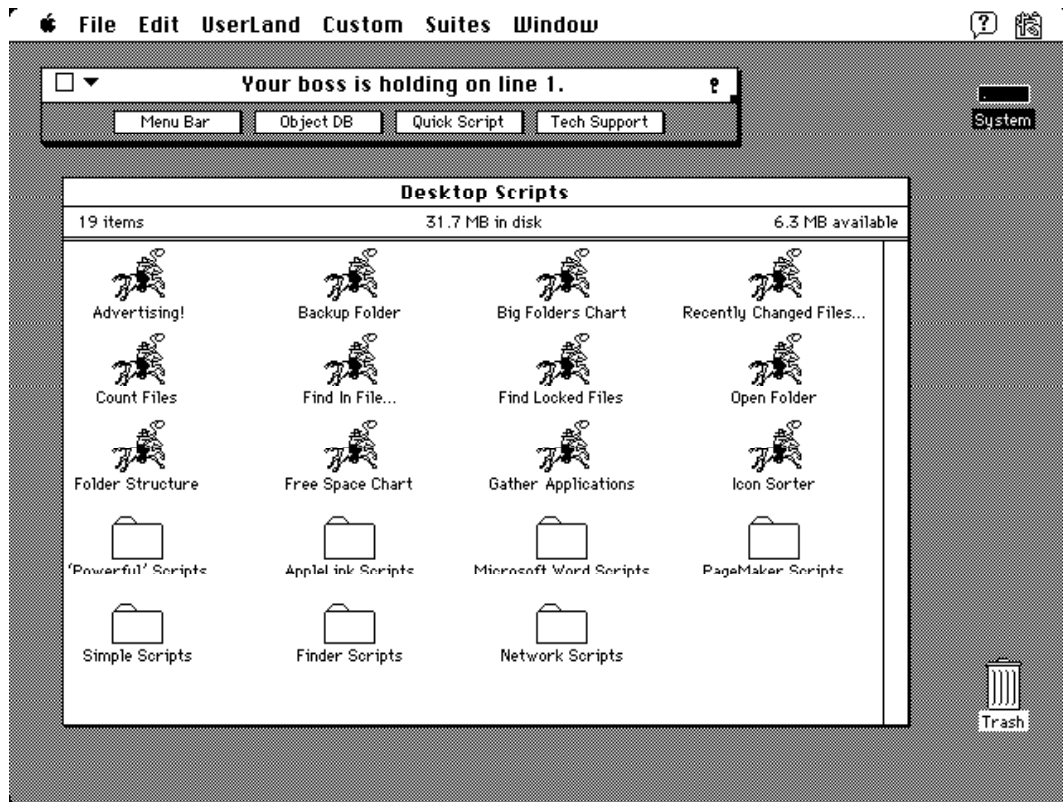 File Edit UserLand Custom Suites Window
Your boss is holding on line 1.
Menu Bar Object DB Quick Script Tech Support
System
Desktop Scripts
19 items 31.7 MB in disk 6.3 MB available
Advertising! Backup Folder Big Folders Chart Recently Changed Files...
Count Files Find In File... Find Locked Files Open Folder
Folder Structure Free Space Chart Gather Applications Icon Sorter
'Powerful' Scripts AppleLink Scripts Microsoft Word Scripts PageMaker Scripts
Simple Scripts Finder Scripts Network Scripts
Trash